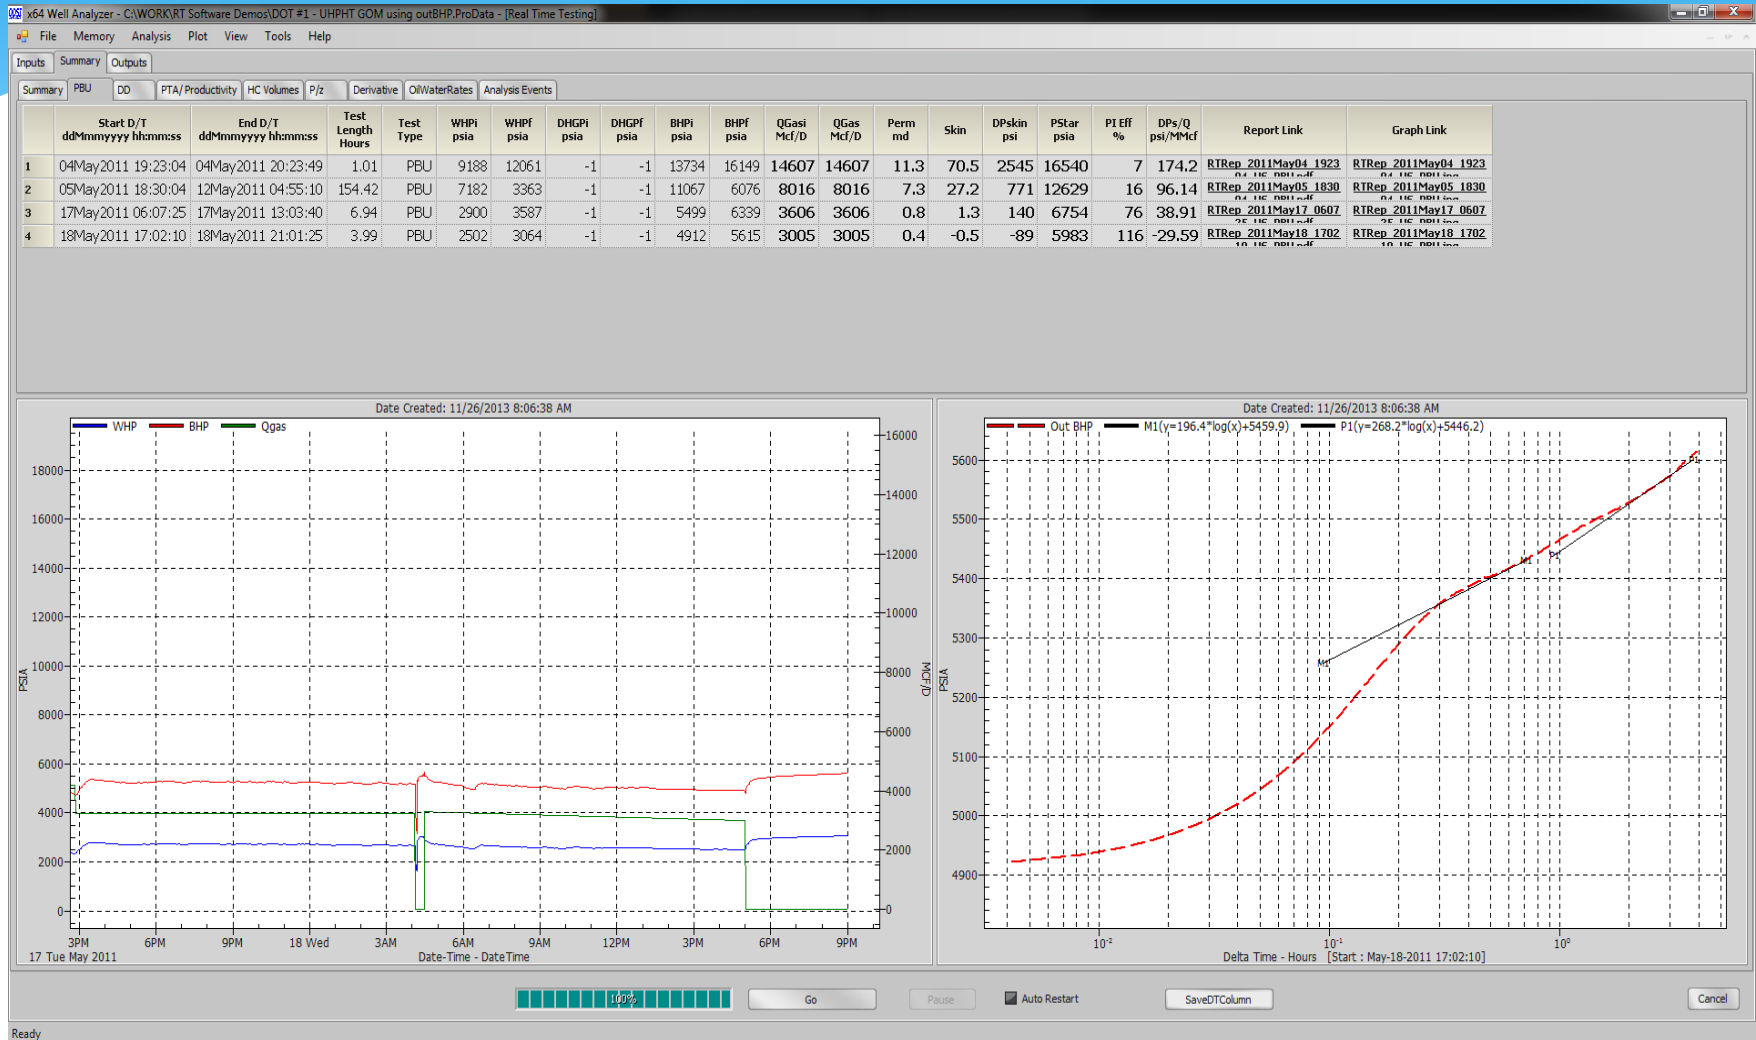 x64 Well Analyzer - C:\WORK\RT Software Demos\DOT #1 - UHPHT GOM using outBHP.ProData - [Real Time Testing]
File Memory Analysis Plot View Tools Help
Inputs Summary Outputs
Summary PBU DD PTA/Productivity HC Volumes P/z Derivative OilWaterRates Analysis Events
Start D/T ddMmmyyyy hh:mm:ss End D/T ddMmmyyyy hh:mm:ss Test Length Hours Test Type WHPi psia WHPf psia DHGPi psia DHGPf psia BHPi psia BHPf psia QGasi Mcf/D QGas Mcf/D Perm md Skin DPskin psi PStar psia PI Eff % DPs/Q psi/MMcf Report Link Graph Link
1 04May2011 19:23:04 04May2011 20:23:49 1.01 PBU 9188 12061 -1 -1 13734 16149 14607 14607 11.3 70.5 2545 16540 7 174.2 RTRep_2011May04_1923 RTRep_2011May04_1923
2 05May2011 18:30:04 12May2011 04:55:10 154.42 PBU 7182 3363 -1 -1 11067 6076 8016 8016 7.3 27.2 771 12629 16 96.14 RTRep_2011May05_1830 RTRep_2011May05_1830
3 17May2011 06:07:25 17May2011 13:03:40 6.94 PBU 2900 3587 -1 -1 5499 6339 3606 3606 0.8 1.3 140 6754 76 38.91 RTRep_2011May17_0607 RTRep_2011May17_0607
4 18May2011 17:02:10 18May2011 21:01:25 3.99 PBU 2502 3064 -1 -1 4912 5615 3005 3005 0.4 -0.5 -89 5983 116 -29.59 RTRep_2011May18_1702 RTRep_2011May18_1702
Date Created: 11/26/2013 8:06:38 AM
WHP BHP Qgas
18000
16000
14000
12000
10000
8000
6000
4000
2000
0
PSIA
16000
14000
12000
10000
8000
6000
4000
2000
0
MCF/D
3PM 6PM 9PM 18 Wed 3AM 6AM 9AM 12PM 3PM 6PM 9PM
17 Tue May 2011 Date-Time - DateTime
Date Created: 11/26/2013 8:06:38 AM
Out BHP M1(y=196.4*log(x)+5459.9) P1(y=268.2*log(x)+5446.2)
5600
5500
5400
5300
5200
5100
5000
4900
PSIA
P1
M1 P1
M1
10-2 10-1 100
Delta Time - Hours [Start : May-18-2011 17:02:10]
100% Go Pause Auto Restart SaveDTColumn Cancel
Ready